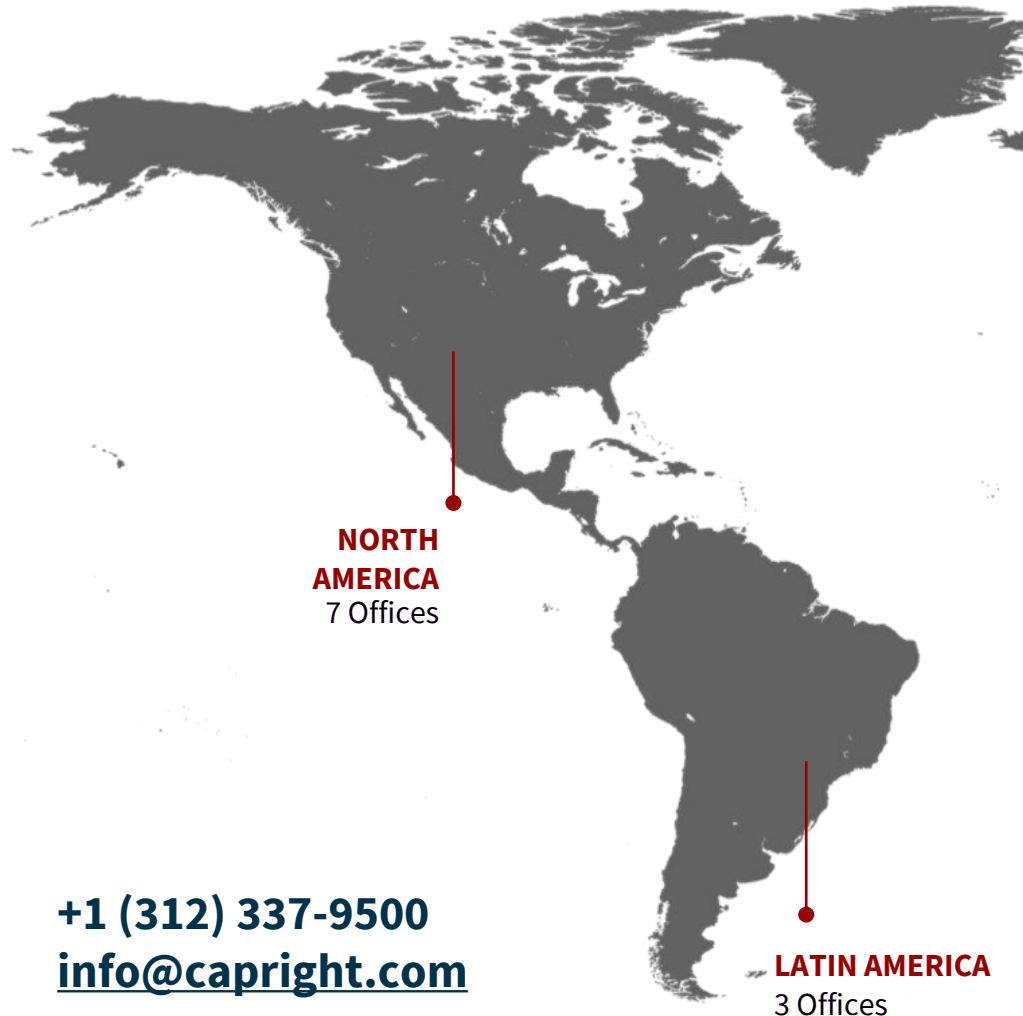 NORTH
AMERICA
7 Offices
+1 (312) 337-9500
info@capright.com
LATIN AMERICA
3 Offices